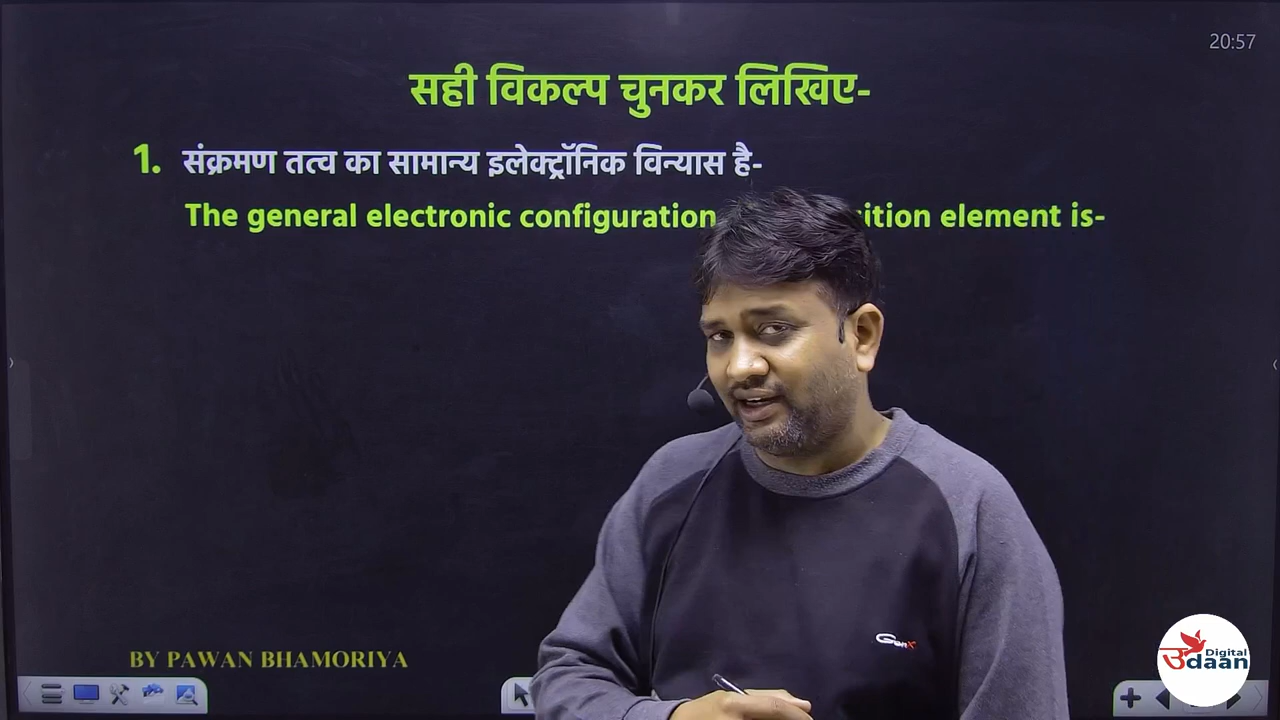 20:57
सही विकल्प चुनकर लिखिए-
1. संक्रमण तत्व का सामान्य इलेक्ट्रॉनिक विन्यास है-
The general electronic configuration element is-
GenX
BY PAWAN BHAMORIYA
Digital
उdaan